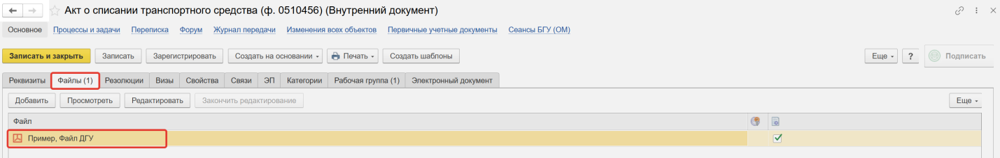 Акт о списании транспортного средства (ф. 0510456) (Внутренний документ)
Основное Процессы и задачи Переписка Форум Журнал передачи Изменения всех объектов Первичные учетные документы Сеансы БГУ (ОМ)
Записать и закрыть Записать Зарегистрировать Создать на основании Печать Создать шаблоны Еще ? Подписать
Реквизиты Файлы (1) Резолюции Визы Свойства Связи ЭП Категории Рабочая группа (1) Электронный документ
Добавить Просмотреть Редактировать Закончить редактирование Еще
Файл
Пример, Файл ДГУ